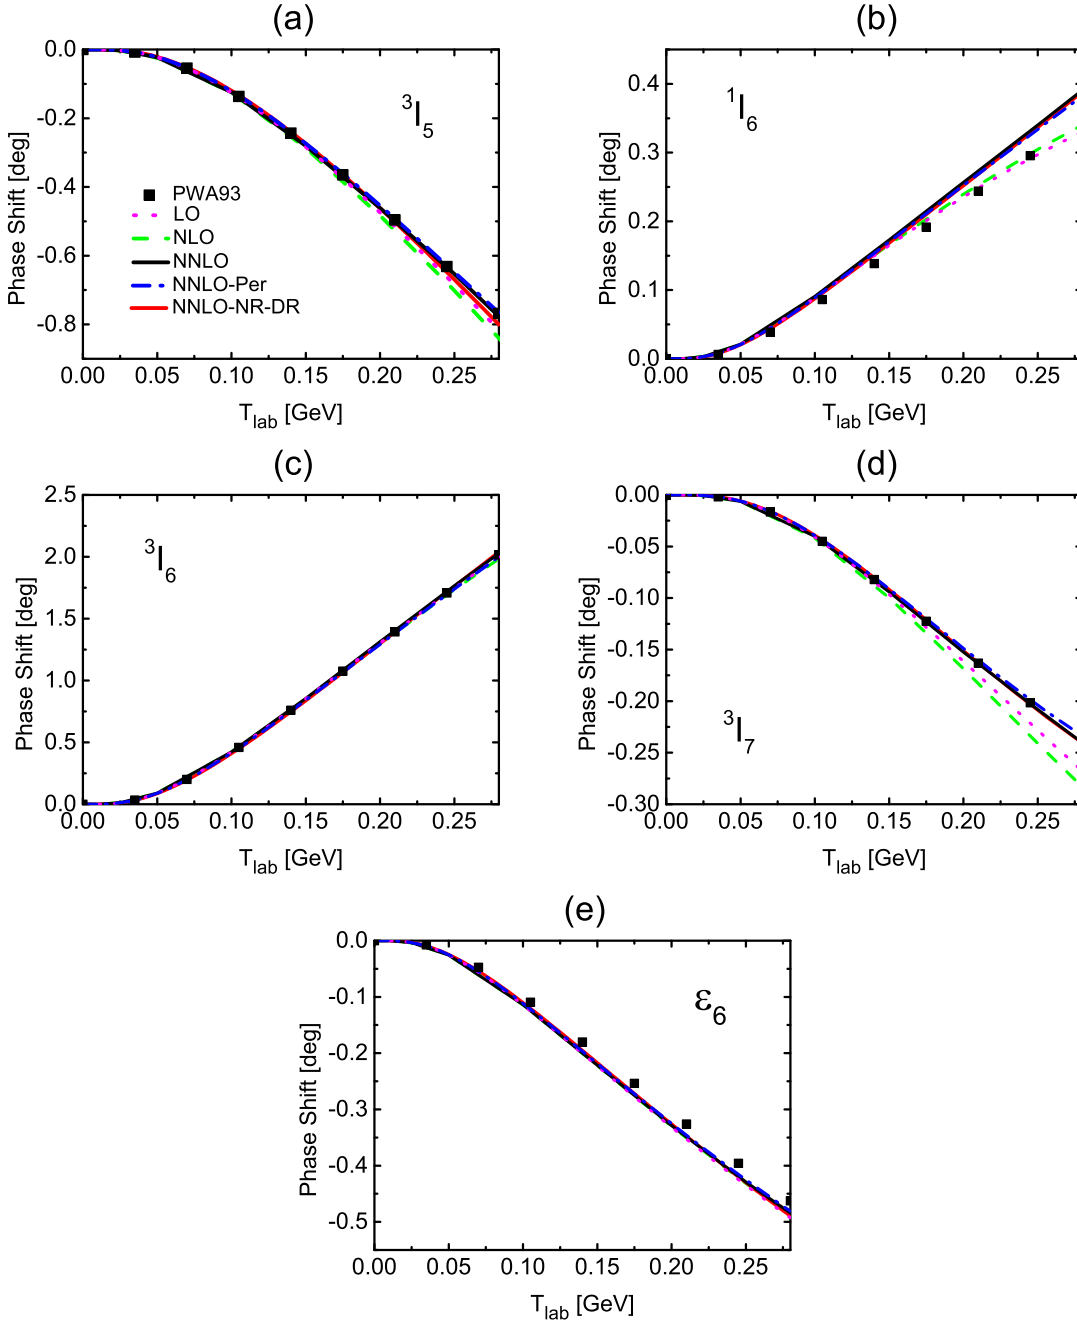 (a)
0.0
-0.2
-0.4
-0.6
-0.8
Phase Shift [deg]
³I₅
PWA93
LO
NLO
NNLO
NNLO-Per
NNLO-NR-DR
0.00 0.05 0.10 0.15 0.20 0.25
T_lab [GeV]
(b)
0.4
0.3
0.2
0.1
0.0
Phase Shift [deg]
¹I₆
0.00 0.05 0.10 0.15 0.20 0.25
T_lab [GeV]
(c)
2.5
2.0
1.5
1.0
0.5
0.0
Phase Shift [deg]
³I₆
0.00 0.05 0.10 0.15 0.20 0.25
T_lab [GeV]
(d)
0.00
-0.05
-0.10
-0.15
-0.20
-0.25
-0.30
Phase Shift [deg]
³I₇
0.00 0.05 0.10 0.15 0.20 0.25
T_lab [GeV]
(e)
0.0
-0.1
-0.2
-0.3
-0.4
-0.5
Phase Shift [deg]
ε₆
0.00 0.05 0.10 0.15 0.20 0.25
T_lab [GeV]